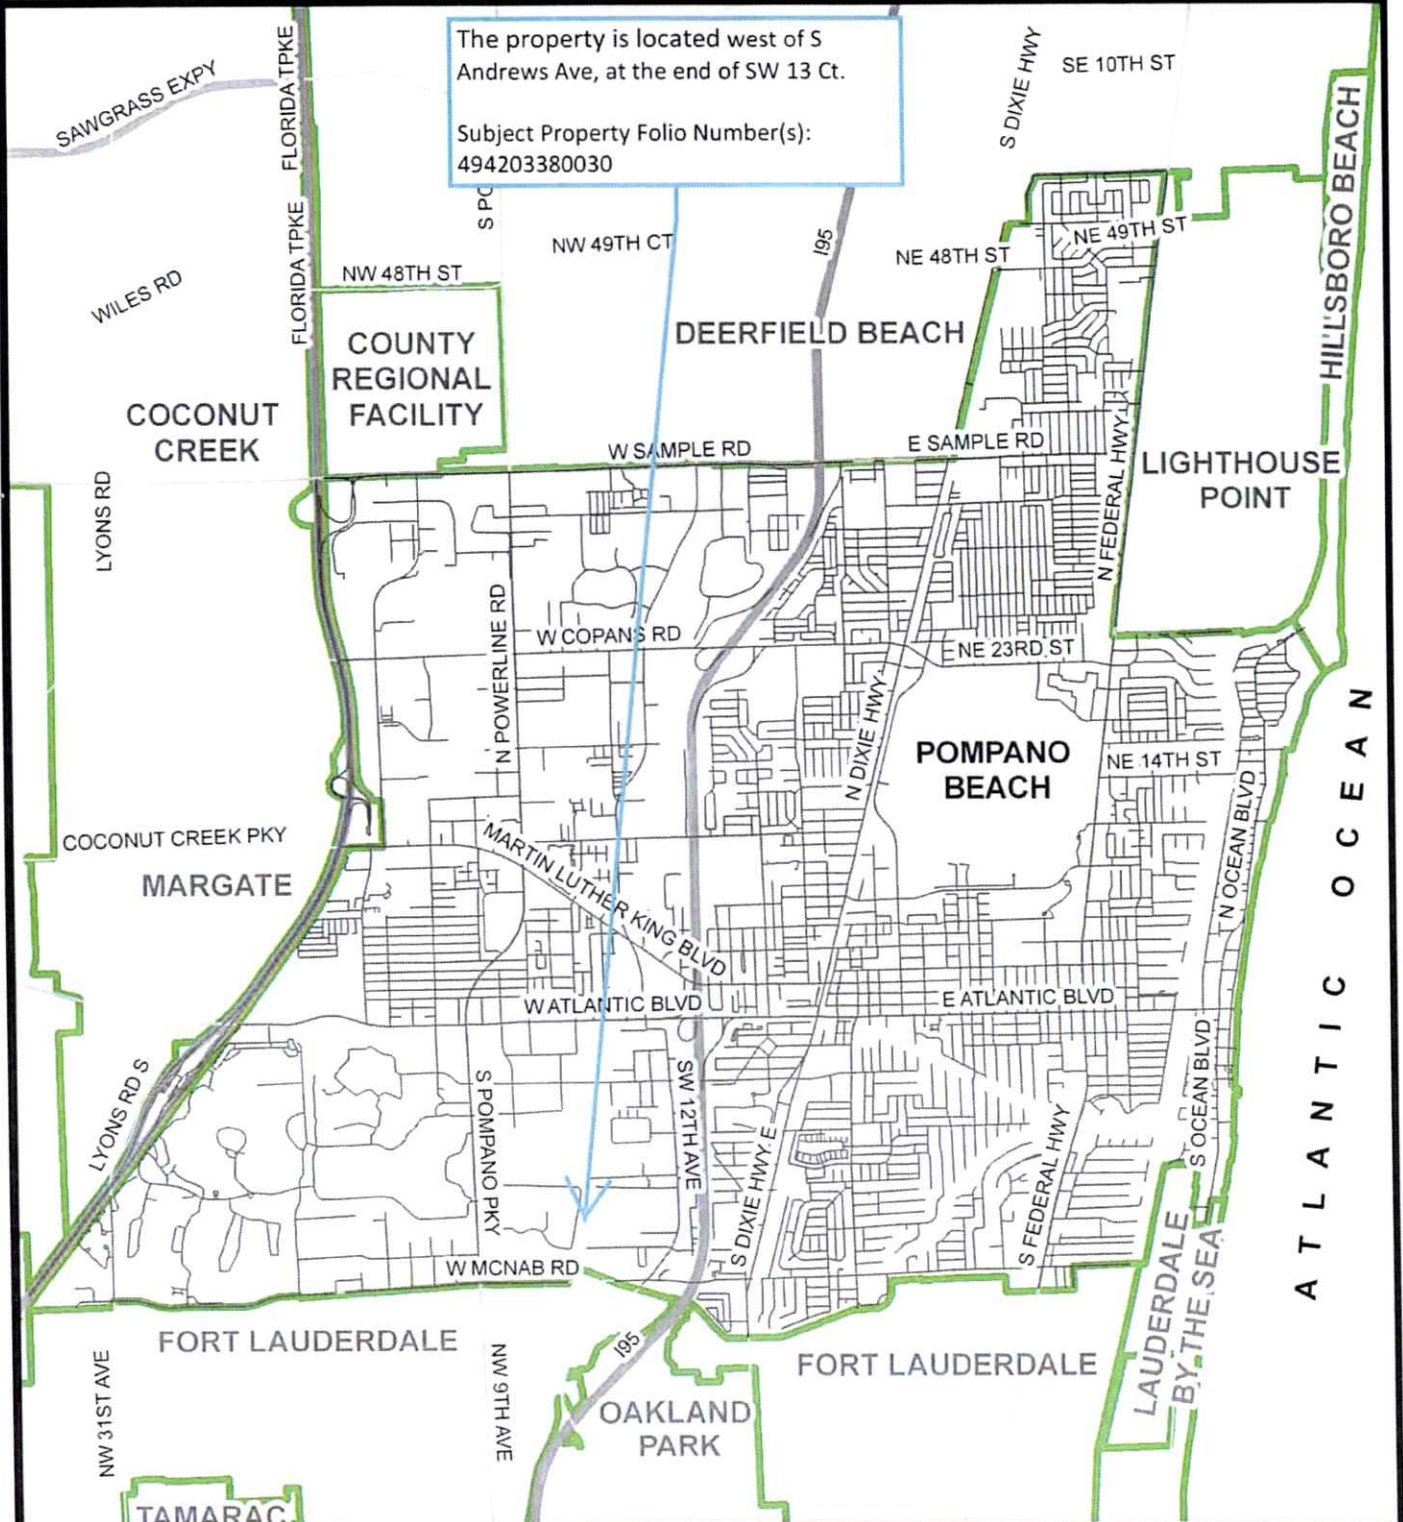 The property is located west of S
Andrews Ave, at the end of SW 13 Ct.
Subject Property Folio Number(s):
494203380030
SAWGRASS EXPY
FLORIDA TPKE
S DIXIE HWY
SE 10TH ST
HILLSBORO BEACH
FLORIDA TPKE
S PO
NW 49TH CT
I95
NE 48TH ST
NE 49TH ST
NW 48TH ST
WILES RD
COUNTY
REGIONAL
FACILITY
DEERFIELD BEACH
COCONUT
CREEK
W SAMPLE RD
E SAMPLE RD
N FEDERAL HWY
LIGHTHOUSE
POINT
LYONS RD
N POWERLINE RD
W COPANS RD
NE 23RD ST
N DIXIE HWY
POMPANO
BEACH
NE 14TH ST
N OCEAN BLVD
ATLANTIC OCEAN
COCONUT CREEK PKY
MARGATE
MARTIN LUTHER KING BLVD
W ATLANTIC BLVD
E ATLANTIC BLVD
LYONS RD S
S POMPANO PKY
SW 12TH AVE
S DIXIE HWY E
S FEDERAL HWY
S OCEAN BLVD
W MCNAB RD
LAUDERDALE
BY THE SEA
FORT LAUDERDALE
I95
FORT LAUDERDALE
NW 31ST AVE
NW 9TH AVE
OAKLAND
PARK
TAMARAC